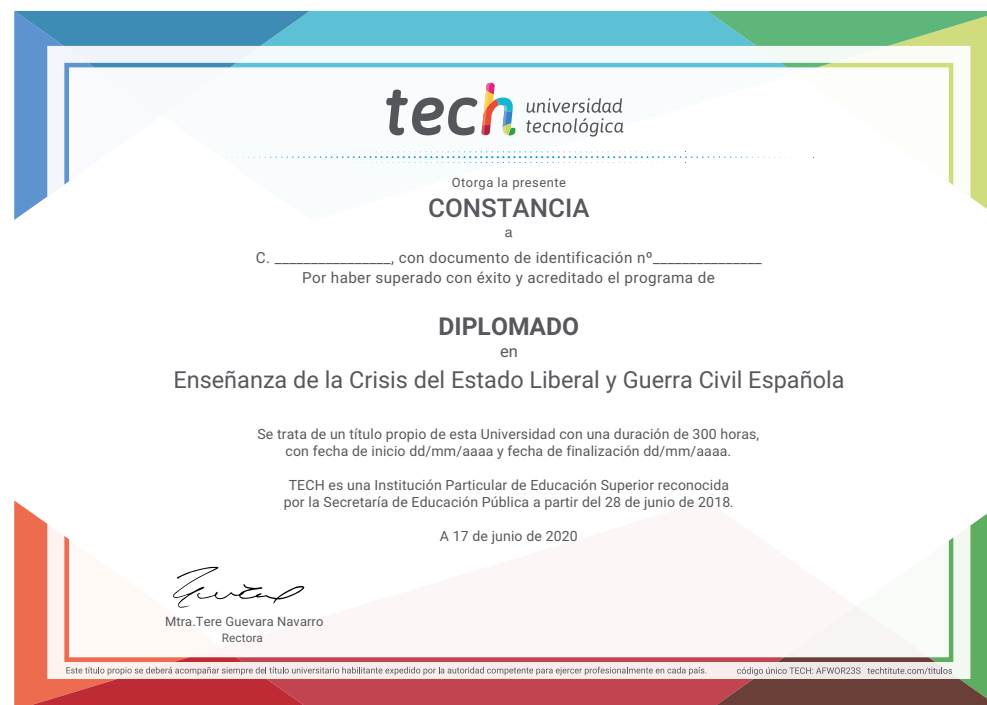 tech universidad
tecnológica
Otorga la presente
CONSTANCIA
a
C. ________________, con documento de identificación nº_______________
Por haber superado con éxito y acreditado el programa de
DIPLOMADO
en
Enseñanza de la Crisis del Estado Liberal y Guerra Civil Española
Se trata de un título propio de esta Universidad con una duración de 300 horas,
con fecha de inicio dd/mm/aaaa y fecha de finalización dd/mm/aaaa.
TECH es una Institución Particular de Educación Superior reconocida
por la Secretaría de Educación Pública a partir del 28 de junio de 2018.
A 17 de junio de 2020
Mtra.Tere Guevara Navarro
Rectora
Este título propio se deberá acompañar siempre del título universitario habilitante expedido por la autoridad competente para ejercer profesionalmente en cada país. código único TECH: AFWOR23S techtitute.com/titulos